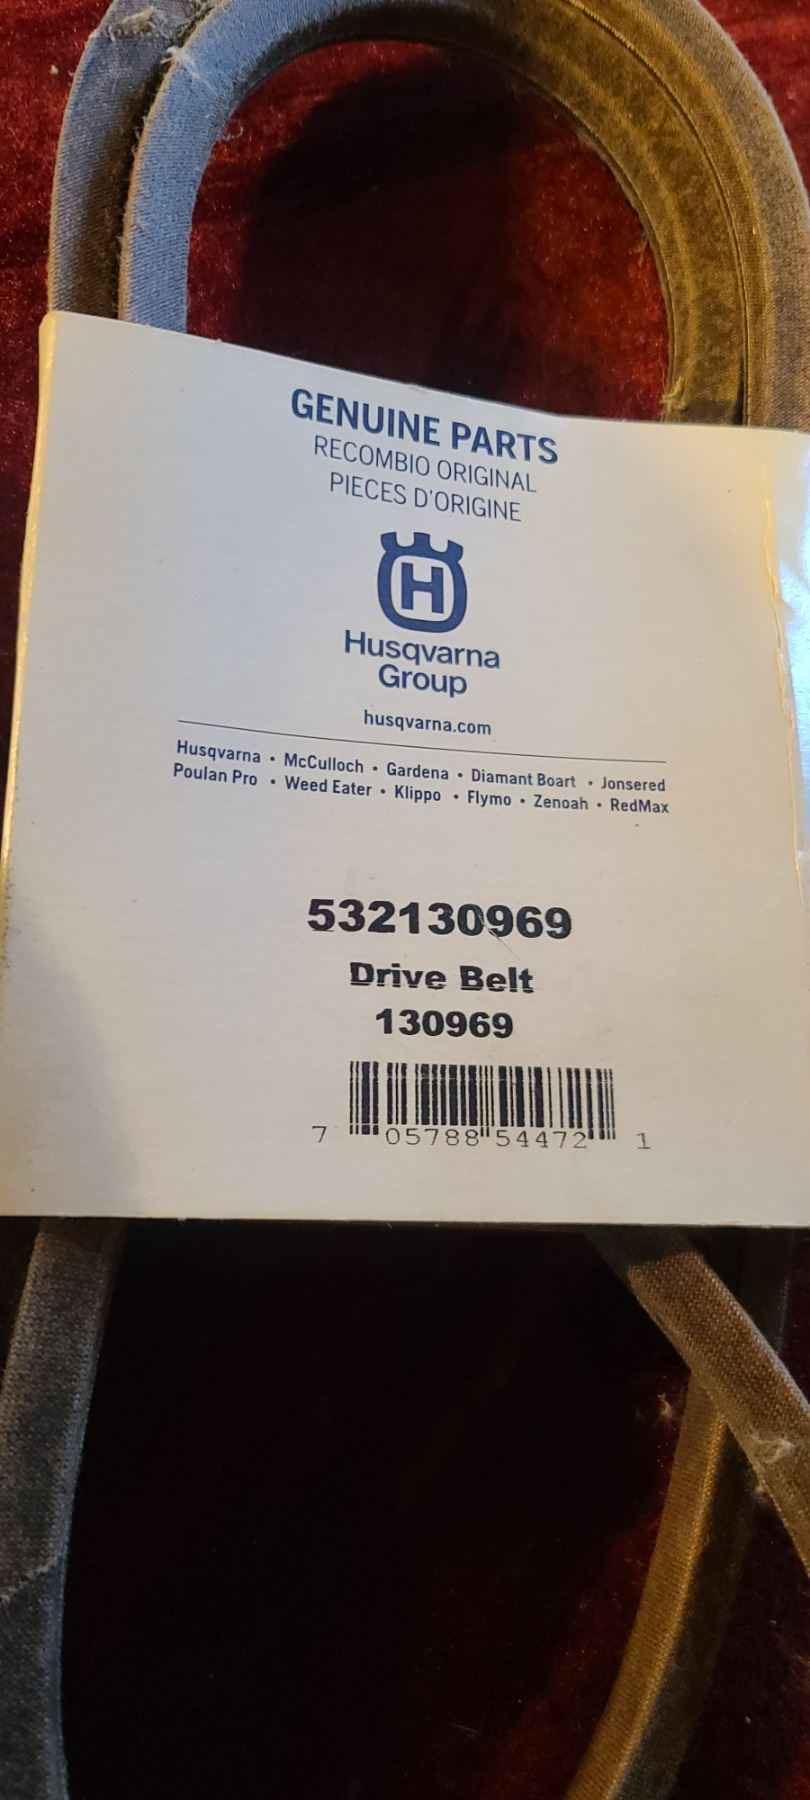 GENUINE PARTS
RECOMBIO ORIGINAL
PIECES D'ORIGINE
H
Husqvarna
Group
husqvarna.com
Husqvarna • McCulloch • Gardena • Diamant Boart • Jonsered
Poulan Pro • Weed Eater • Klippo • Flymo • Zenoah • RedMax
532130969
Drive Belt
130969
7 05788 54472 1